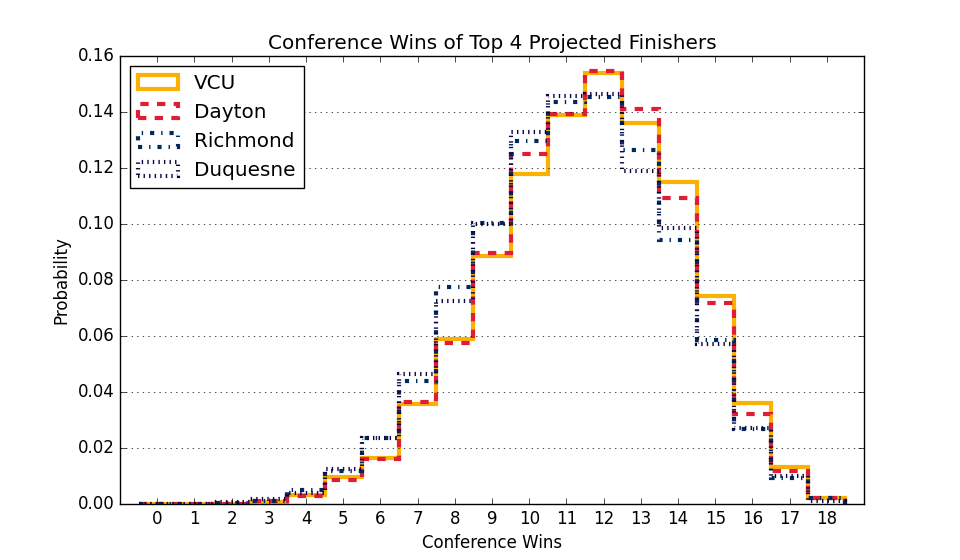 Conference Wins of Top 4 Projected Finishers
0.16
0.14
0.12
0.10
0.08
0.06
0.04
0.02
0.00
Probability
VCU
Dayton
Richmond
Duquesne
0 1 2 3 4 5 6 7 8 9 10 11 12 13 14 15 16 17 18
Conference Wins